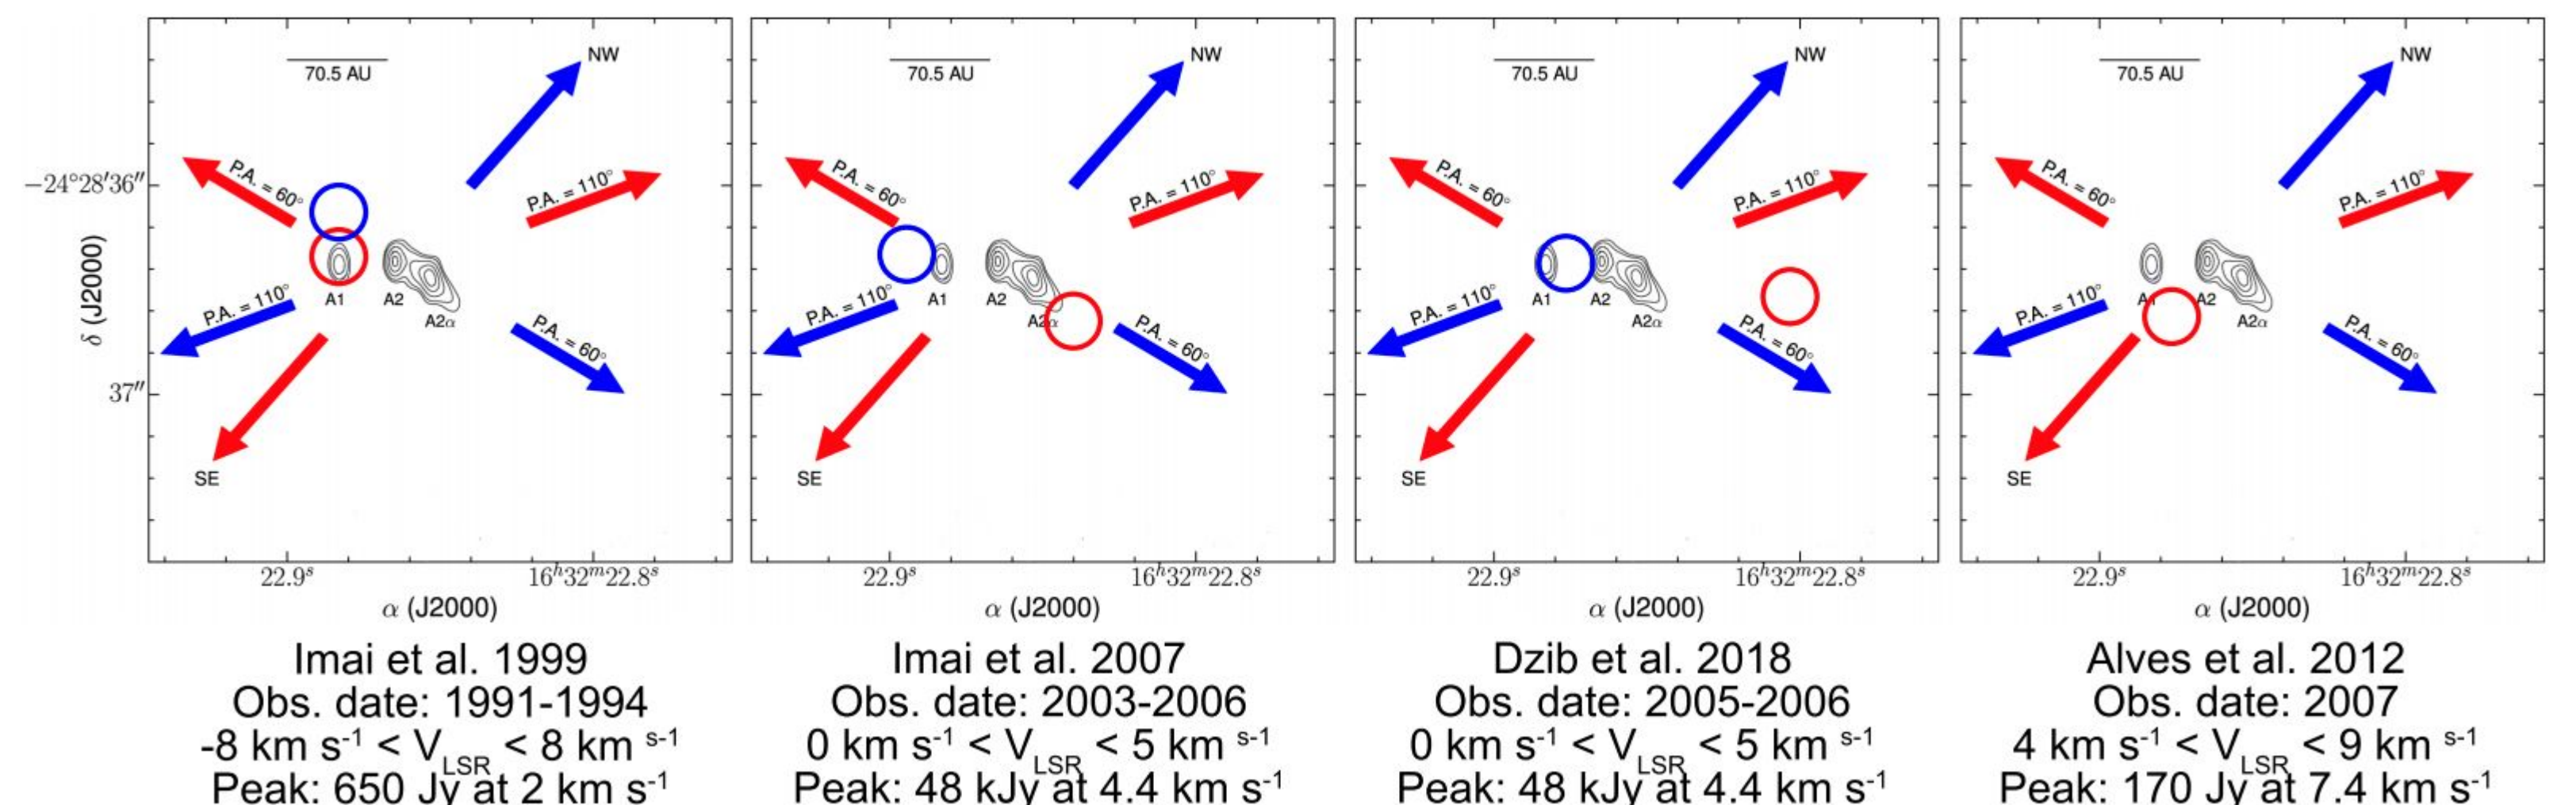 70.5 AU
NW
P.A. = 60°
P.A. = 110°
−24°28′36″
A1
A2
A2α
P.A. = 110°
P.A. = 60°
δ (J2000)
37″
SE
22.9ˢ
16ʰ32ᵐ22.8ˢ
α (J2000)
Imai et al. 1999
Obs. date: 1991-1994
-8 km s⁻¹ < V_LSR < 8 km ˢ⁻¹
Peak: 650 Jy at 2 km s⁻¹
70.5 AU
NW
P.A. = 60°
P.A. = 110°
A1
A2
A2α
P.A. = 110°
P.A. = 60°
SE
22.9ˢ
16ʰ32ᵐ22.8ˢ
α (J2000)
Imai et al. 2007
Obs. date: 2003-2006
0 km s⁻¹ < V_LSR < 5 km ˢ⁻¹
Peak: 48 kJy at 4.4 km s⁻¹
70.5 AU
NW
P.A. = 60°
P.A. = 110°
A1
A2
A2α
P.A. = 110°
P.A. = 60°
SE
22.9ˢ
16ʰ32ᵐ22.8ˢ
α (J2000)
Dzib et al. 2018
Obs. date: 2005-2006
0 km s⁻¹ < V_LSR < 5 km ˢ⁻¹
Peak: 48 kJy at 4.4 km s⁻¹
70.5 AU
NW
P.A. = 60°
P.A. = 110°
A1
A2
A2α
P.A. = 110°
P.A. = 60°
SE
22.9ˢ
16ʰ32ᵐ22.8ˢ
α (J2000)
Alves et al. 2012
Obs. date: 2007
4 km s⁻¹ < V_LSR < 9 km ˢ⁻¹
Peak: 170 Jy at 7.4 km s⁻¹